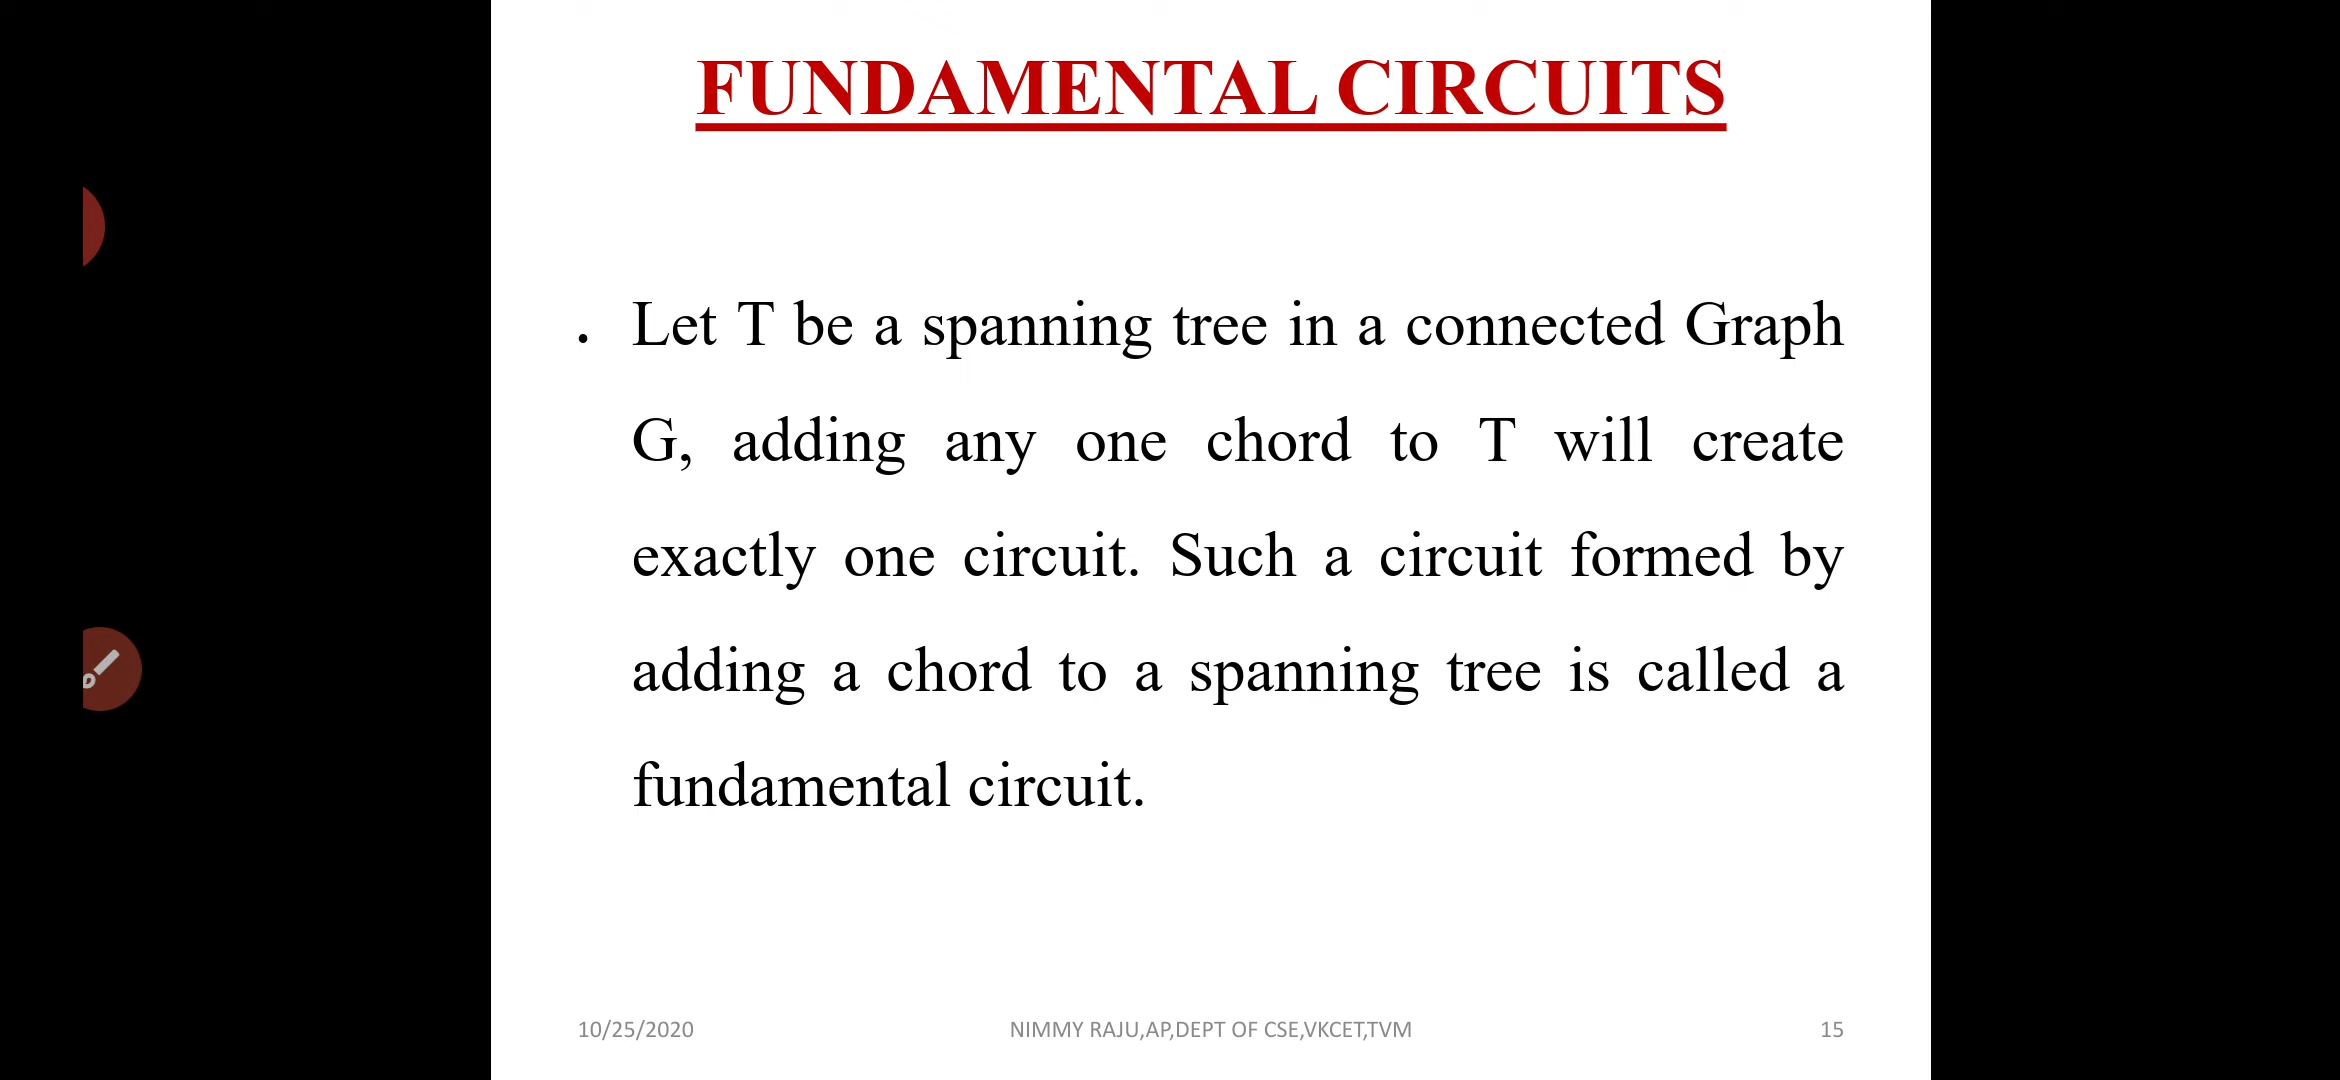 FUNDAMENTAL CIRCUITS
. Let T be a spanning tree in a connected Graph
G, adding any one chord to T will create
exactly one circuit. Such a circuit formed by
adding a chord to a spanning tree is called a
fundamental circuit.
10/25/2020 NIMMY RAJU,AP,DEPT OF CSE,VKCET,TVM 15